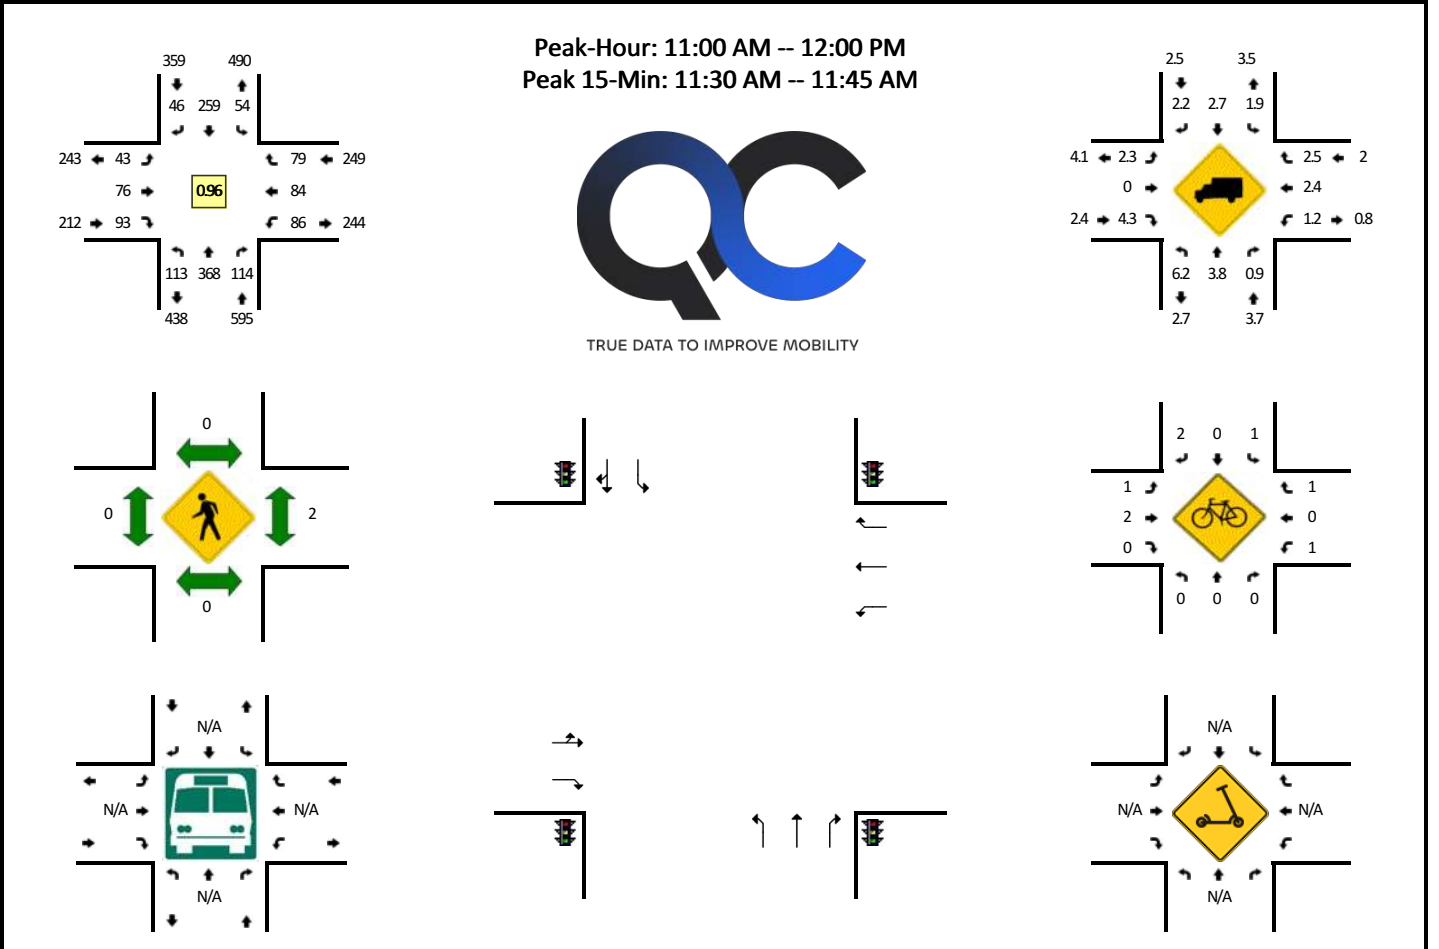 Peak-Hour: 11:00 AM -- 12:00 PM
Peak 15-Min: 11:30 AM -- 11:45 AM
359 490
46 259 54
243 43 79 249
76 0.96 84
212 93 86 244
113 368 114
438 595
TRUE DATA TO IMPROVE MOBILITY
2.5 3.5
2.2 2.7 1.9
4.1 2.3 2.5 2
0 2.4
2.4 4.3 1.2 0.8
6.2 3.8 0.9
2.7 3.7
0
0 2
0
2 0 1
1 1
2 0
0 1
0 0 0
N/A
N/A N/A
N/A
N/A
N/A N/A
N/A